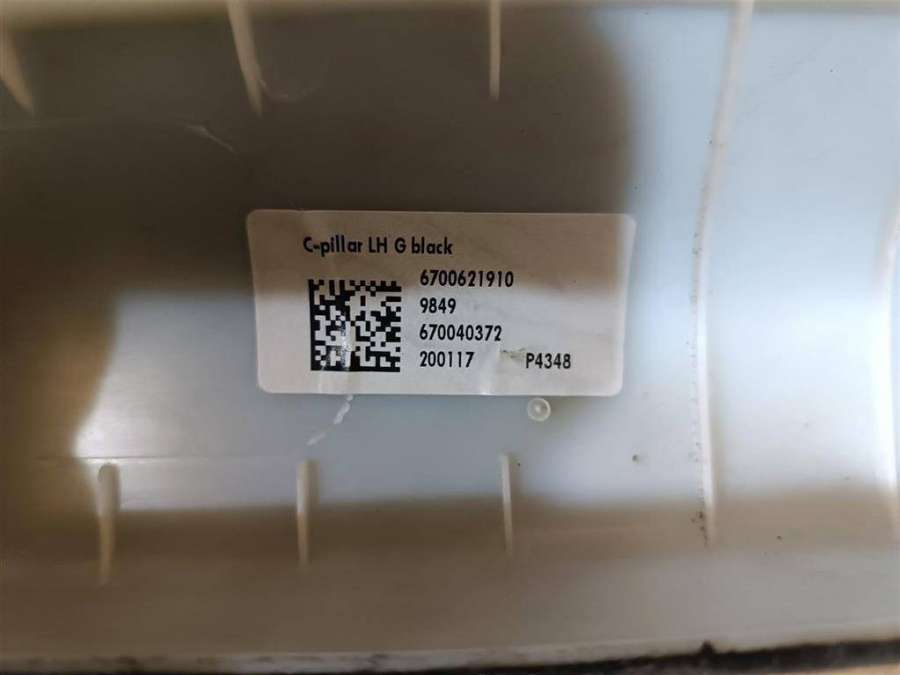 C-pillar LH G black
6700621910
9849
670040372
200117 P4348